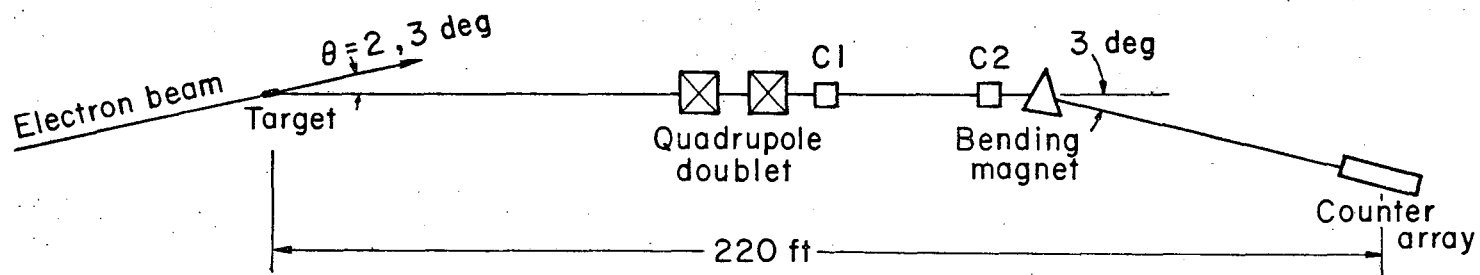 Electron beam
θ = 2, 3 deg
Target
Quadrupole
doublet
C1
C2
3 deg
Bending
magnet
Counter
array
220 ft